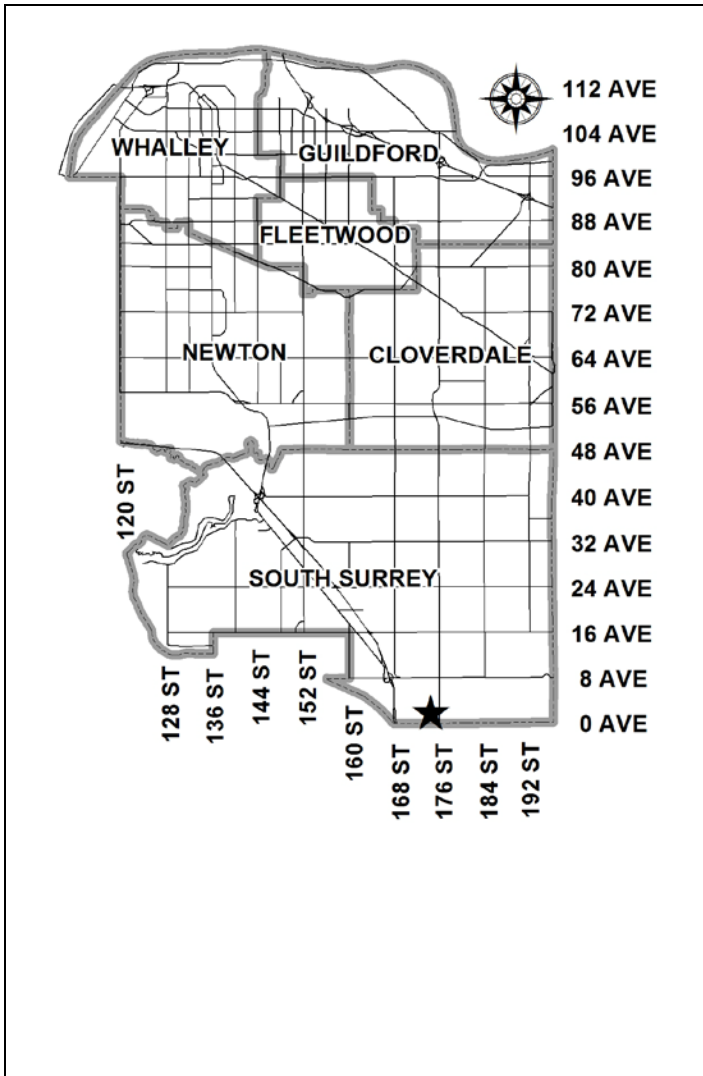 112 AVE
104 AVE
WHALLEY
GUILDFORD
96 AVE
88 AVE
FLEETWOOD
80 AVE
72 AVE
NEWTON
CLOVERDALE
64 AVE
56 AVE
48 AVE
120 ST
40 AVE
32 AVE
SOUTH SURREY
24 AVE
16 AVE
128 ST
136 ST
144 ST
152 ST
8 AVE
160 ST
0 AVE
168 ST
176 ST
184 ST
192 ST